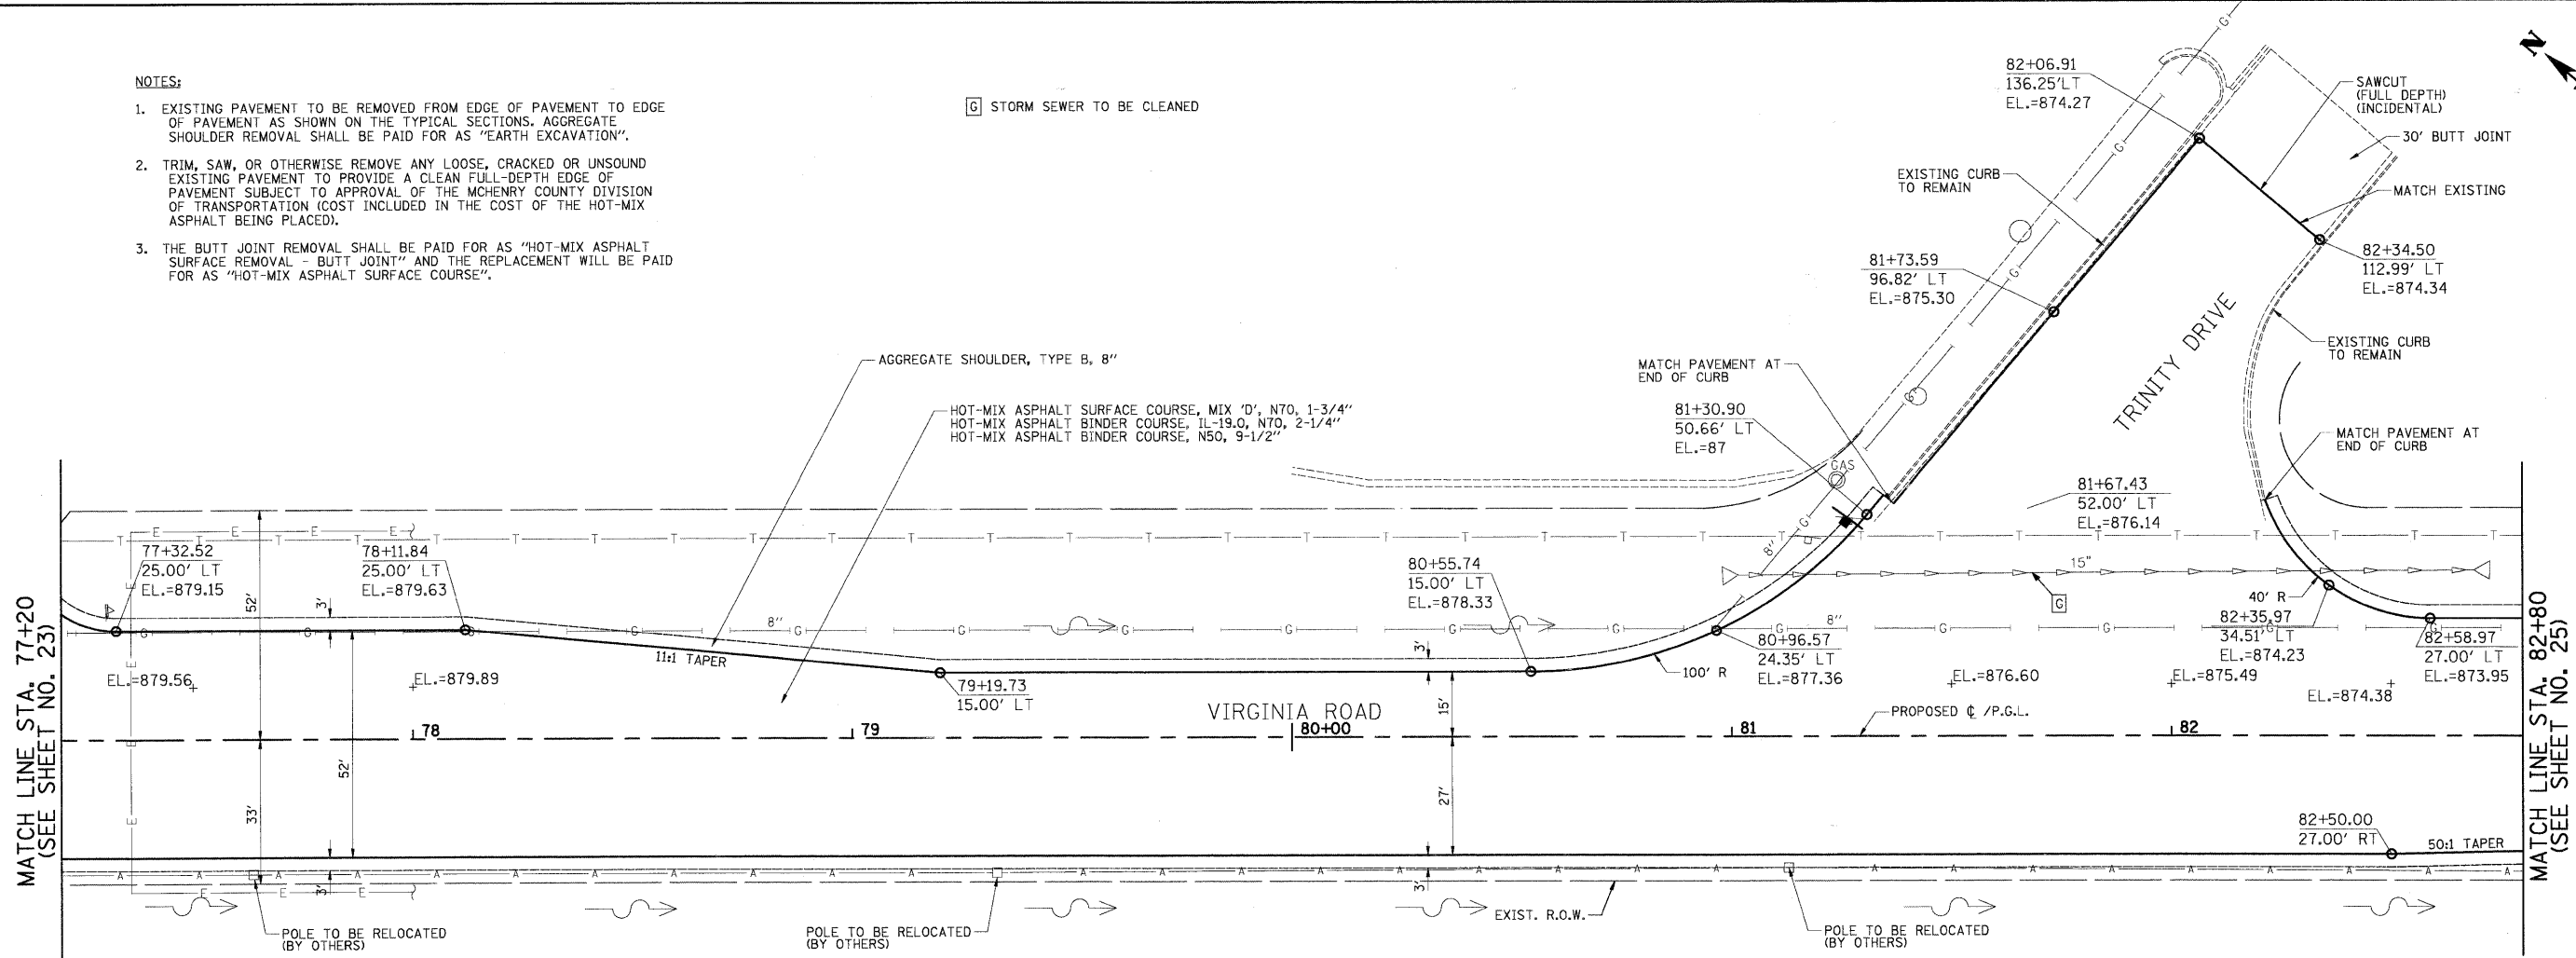 NOTES:
1. EXISTING PAVEMENT TO BE REMOVED FROM EDGE OF PAVEMENT TO EDGE
OF PAVEMENT AS SHOWN ON THE TYPICAL SECTIONS. AGGREGATE
SHOULDER REMOVAL SHALL BE PAID FOR AS "EARTH EXCAVATION".
2. TRIM, SAW, OR OTHERWISE REMOVE ANY LOOSE, CRACKED OR UNSOUND
EXISTING PAVEMENT TO PROVIDE A CLEAN FULL-DEPTH EDGE OF
PAVEMENT SUBJECT TO APPROVAL OF THE MCHENRY COUNTY DIVISION
OF TRANSPORTATION (COST INCLUDED IN THE COST OF THE HOT-MIX
ASPHALT BEING PLACED).
3. THE BUTT JOINT REMOVAL SHALL BE PAID FOR AS "HOT-MIX ASPHALT
SURFACE REMOVAL - BUTT JOINT" AND THE REPLACEMENT WILL BE PAID
FOR AS "HOT-MIX ASPHALT SURFACE COURSE".
G STORM SEWER TO BE CLEANED
N
82+06.91
136.25'LT
EL.=874.27
SAWCUT
(FULL DEPTH)
(INCIDENTAL)
30' BUTT JOINT
MATCH EXISTING
EXISTING CURB
TO REMAIN
82+34.50
112.99' LT
EL.=874.34
81+73.59
96.82' LT
EL.=875.30
TRINITY DRIVE
EXISTING CURB
TO REMAIN
AGGREGATE SHOULDER, TYPE B, 8"
HOT-MIX ASPHALT SURFACE COURSE, MIX 'D', N70, 1-3/4"
HOT-MIX ASPHALT BINDER COURSE, IL-19.0, N70, 2-1/4"
HOT-MIX ASPHALT BINDER COURSE, N50, 9-1/2"
MATCH PAVEMENT AT
END OF CURB
81+30.90
50.66' LT
EL.=87
MATCH PAVEMENT AT
END OF CURB
GAS
81+67.43
52.00' LT
EL.=876.14
77+32.52
25.00' LT
EL.=879.15
78+11.84
25.00' LT
EL.=879.63
80+55.74
15.00' LT
EL.=878.33
8"
15"
G
40' R
82+35.97
34.51' LT
EL.=874.23
82+58.97
27.00' LT
EL.=873.95
52'
3'
8"
3'
8"
11:1 TAPER
100' R
80+96.57
24.35' LT
EL.=877.36
EL.=879.56
EL.=879.89
79+19.73
15.00' LT
EL.=876.60
EL.=875.49
EL.=874.38
15'
VIRGINIA ROAD
PROPOSED ℄ /P.G.L.
78
79
80+00
81
82
52'
33'
27'
82+50.00
27.00' RT
50:1 TAPER
3'
3'
EXIST. R.O.W.
POLE TO BE RELOCATED
(BY OTHERS)
POLE TO BE RELOCATED
(BY OTHERS)
POLE TO BE RELOCATED
(BY OTHERS)
MATCH LINE STA. 77+20
(SEE SHEET NO. 23)
MATCH LINE STA. 82+80
(SEE SHEET NO. 25)